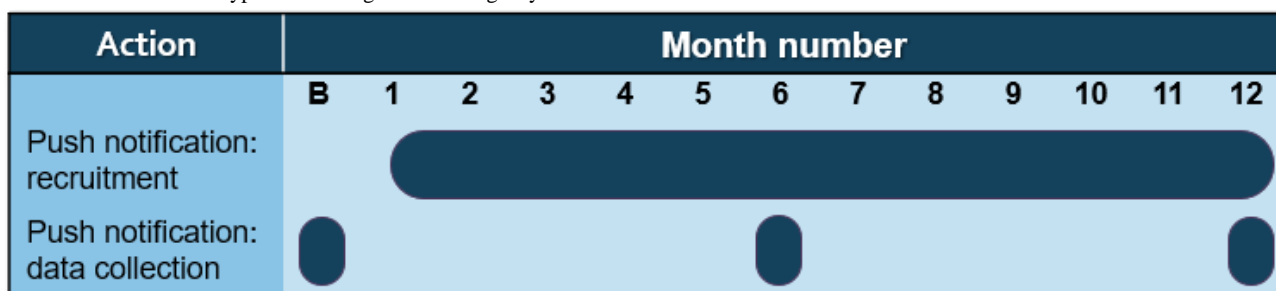 Action Month number
B 1 2 3 4 5 6 7 8 9 10 11 12
Push notification:
recruitment
Push notification:
data collection